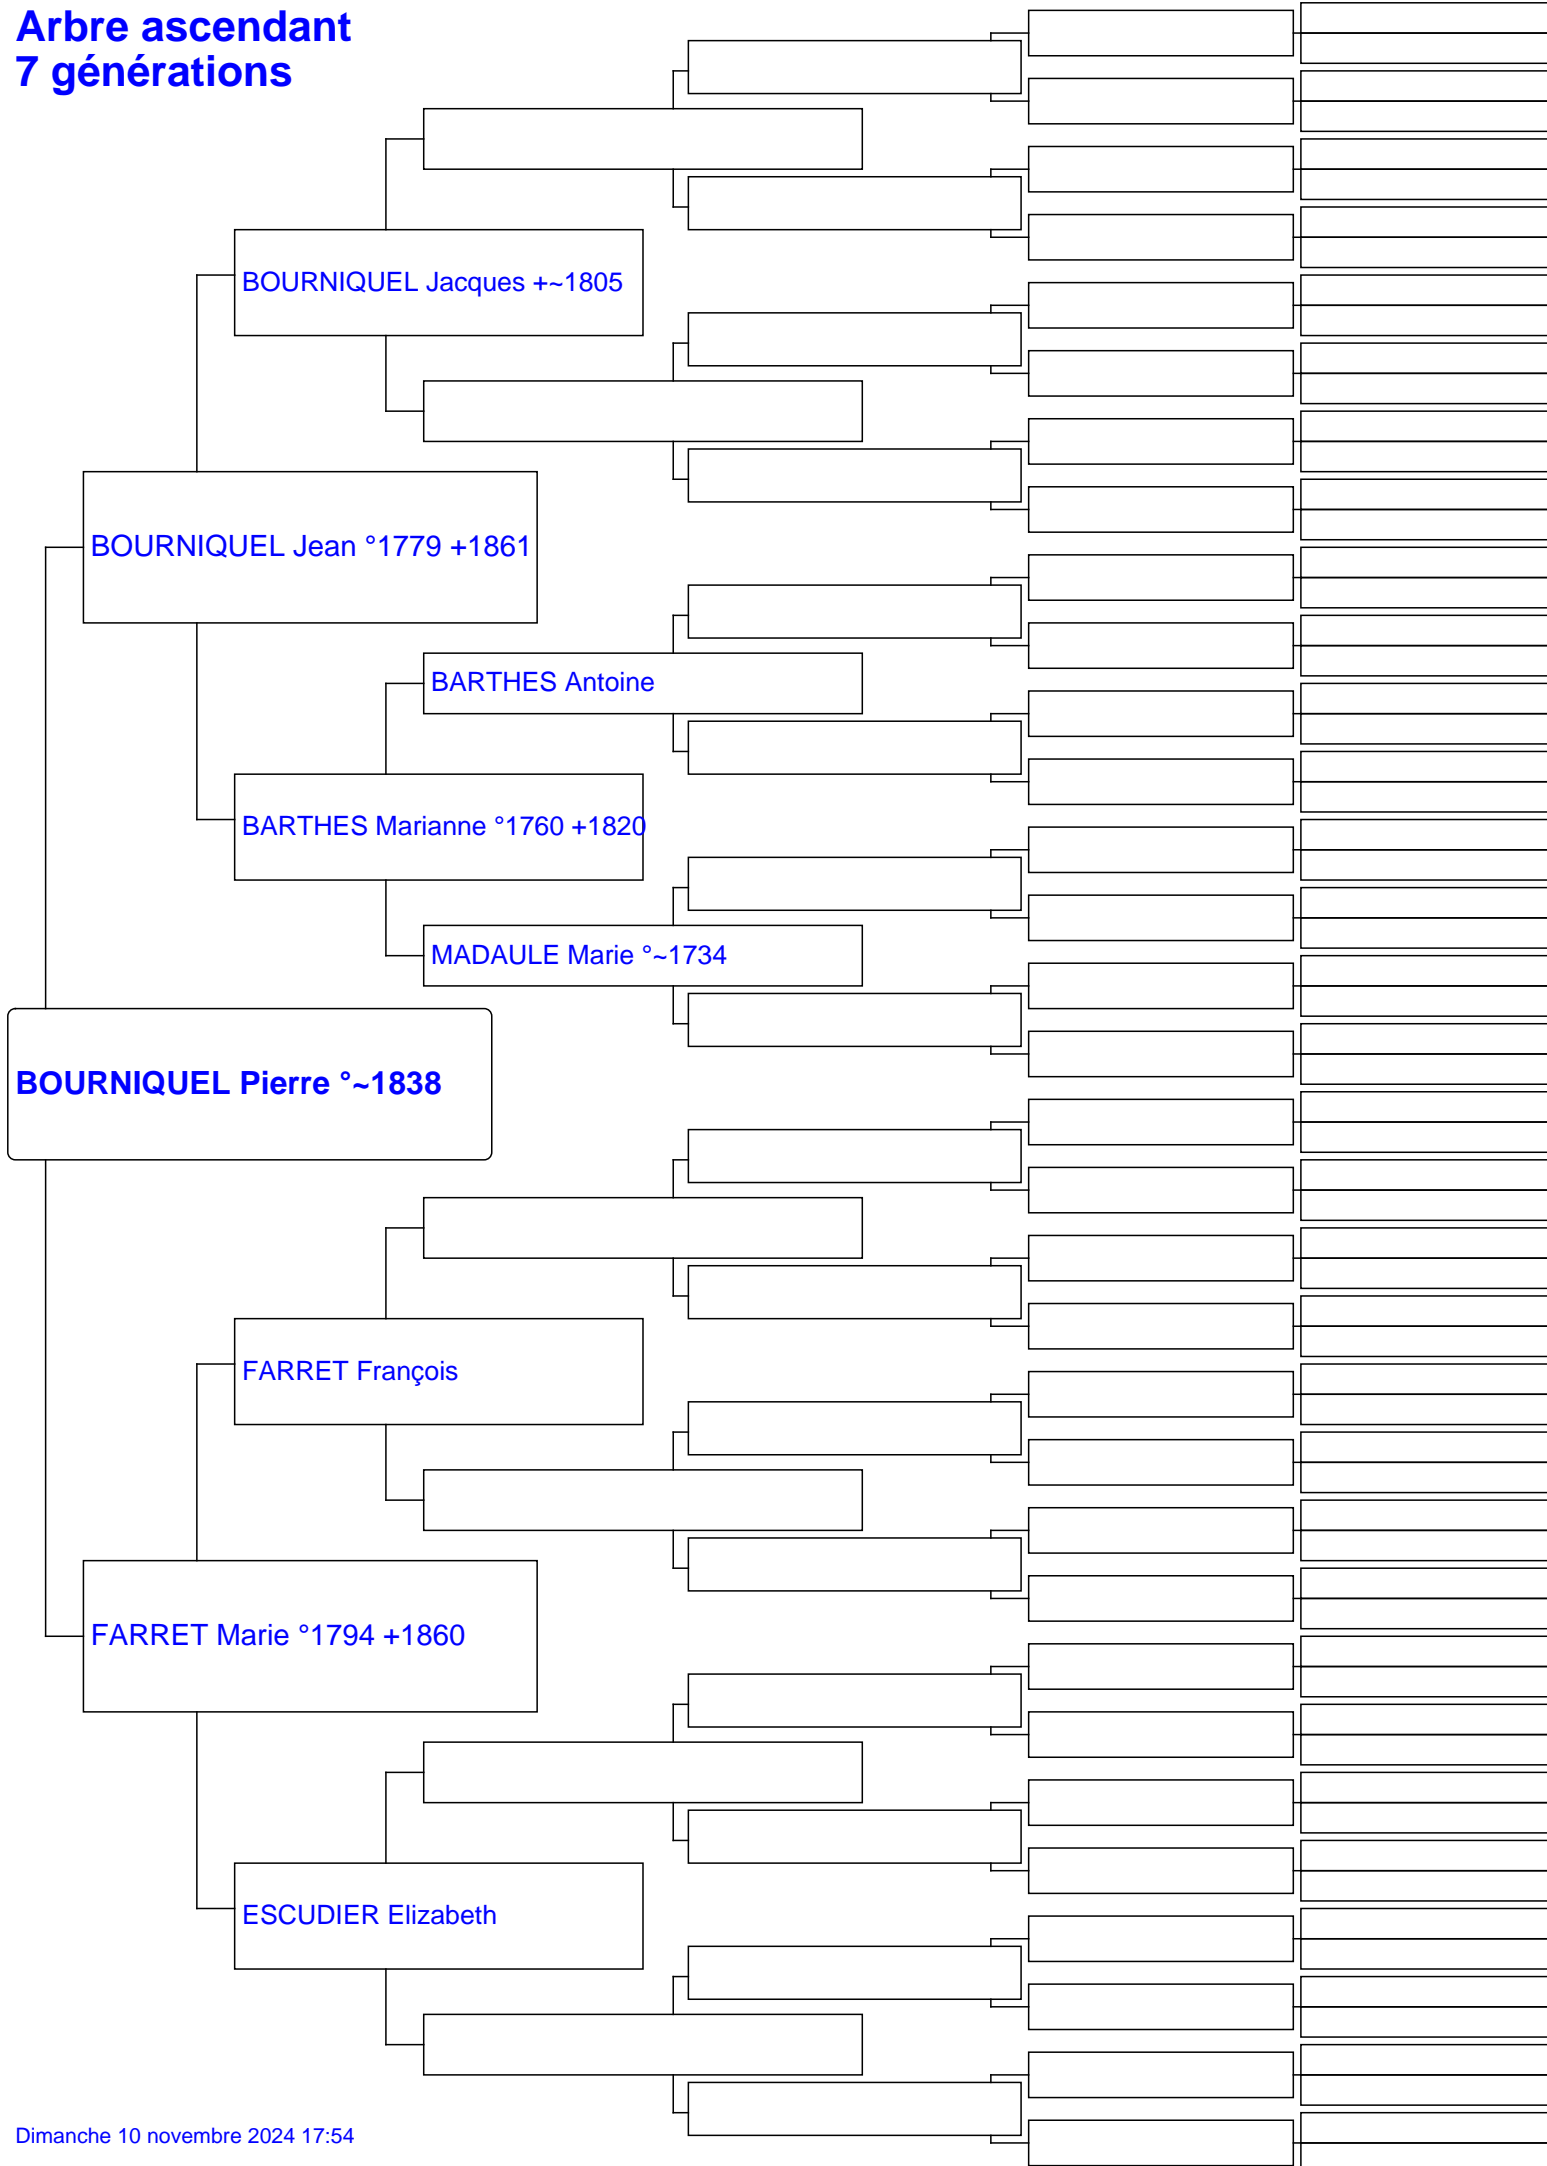 Arbre ascendant
7 générations
BOURNIQUEL Jacques +~1805
BOURNIQUEL Jean °1779 +1861
BARTHES Antoine
BARTHES Marianne °1760 +1820
MADAULE Marie °~1734
BOURNIQUEL Pierre °~1838
FARRET François
FARRET Marie °1794 +1860
ESCUDIER Elizabeth
Dimanche 10 novembre 2024 17:54